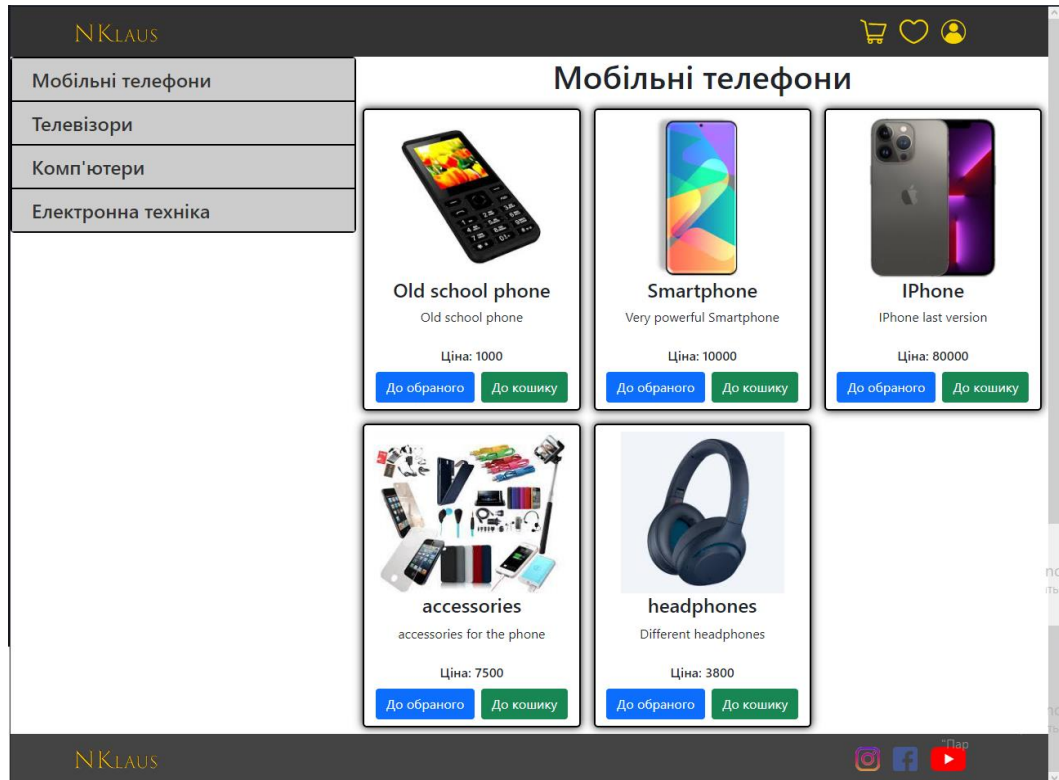 NKLAUS
Мобільні телефони
Телевізори
Комп'ютери
Електронна техніка
Мобільні телефони
Old school phone
Old school phone
Ціна: 1000
До обраного До кошику
Smartphone
Very powerful Smartphone
Ціна: 10000
До обраного До кошику
IPhone
IPhone last version
Ціна: 80000
До обраного До кошику
accessories
accessories for the phone
Ціна: 7500
До обраного До кошику
headphones
Different headphones
Ціна: 3800
До обраного До кошику
NKLAUS
"Пар